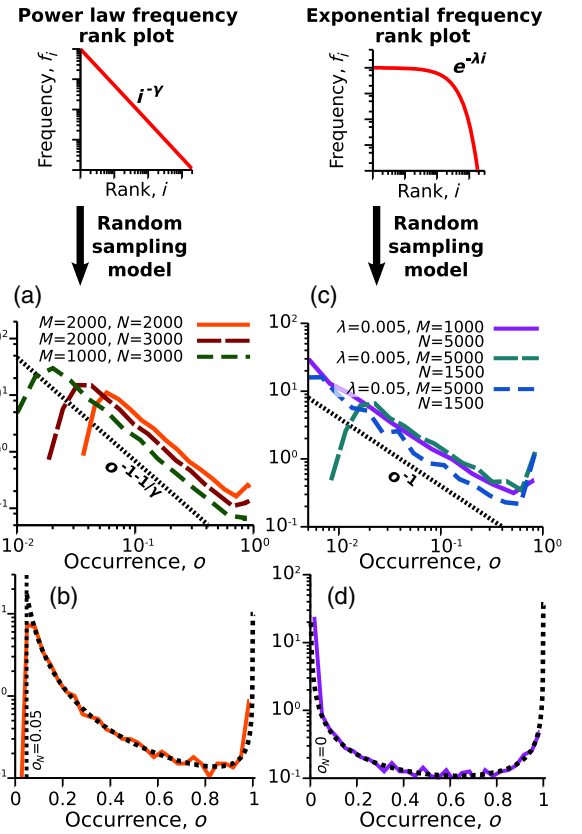 Power law frequency
rank plot
Exponential frequency
rank plot
Frequency, fᵢ
i⁻ᵞ
Rank, i
Frequency, fᵢ
e^-λi
Rank, i
Random
sampling
model
Random
sampling
model
(a)
M=2000, N=2000
M=2000, N=3000
M=1000, N=3000
o^-1-1/γ
10⁻² 10⁻¹ 10⁰
Occurrence, o
(c)
λ=0.005, M=1000
N=5000
λ=0.005, M=5000
N=1500
λ=0.05, M=5000
N=1500
10²
10¹
10⁰
10⁻¹
o⁻¹
10⁻² 10⁻¹ 10⁰
Occurrence, o
(b)
o_N=0.05
0 0.2 0.4 0.6 0.8 1
Occurrence, o
(d)
10²
10¹
10⁰
10⁻¹
o_N=0
0 0.2 0.4 0.6 0.8 1
Occurrence, o